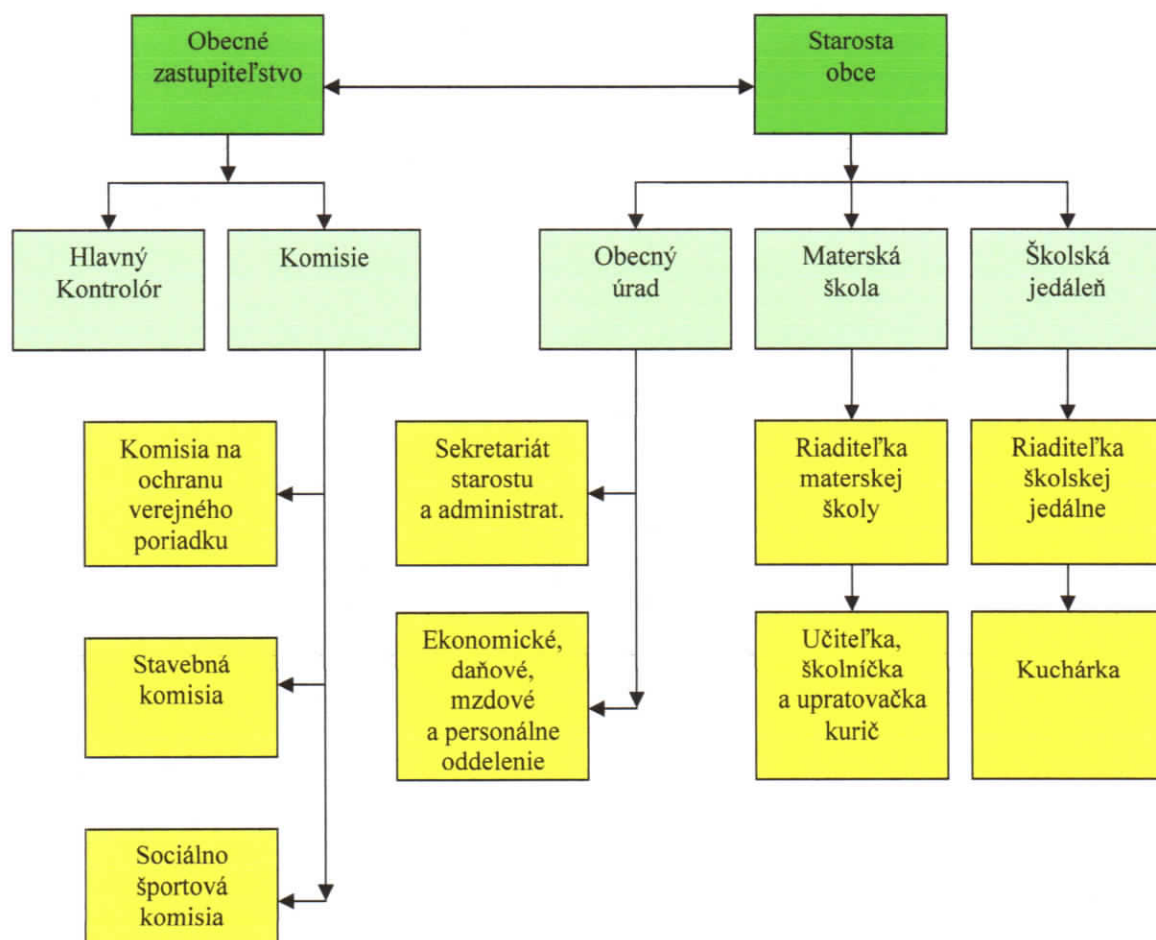 Obecné
zastupiteľstvo
Starosta
obce
Hlavný
Kontrolór
Komisie
Obecný
úrad
Materská
škola
Školská
jedáleň
Komisia na
ochranu
verejného
poriadku
Sekretariát
starostu
a administrat.
Riaditeľka
materskej
školy
Riaditeľka
školskej
jedálne
Stavebná
komisia
Ekonomické,
daňové,
mzdové
a personálne
oddelenie
Učiteľka,
školníčka
a upratovačka
kurič
Kuchárka
Sociálno
športová
komisia